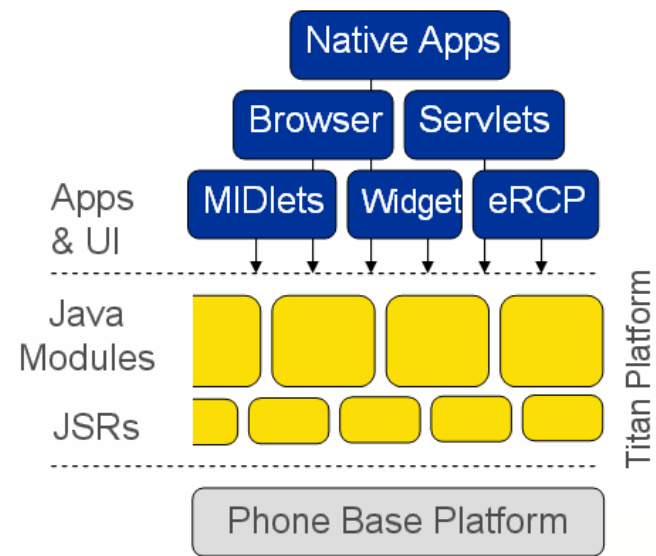 Native Apps
Browser
Servlets
MIDlets
Widget
eRCP
Apps
& UI
Java
Modules
JSRs
Titan Platform
Phone Base Platform